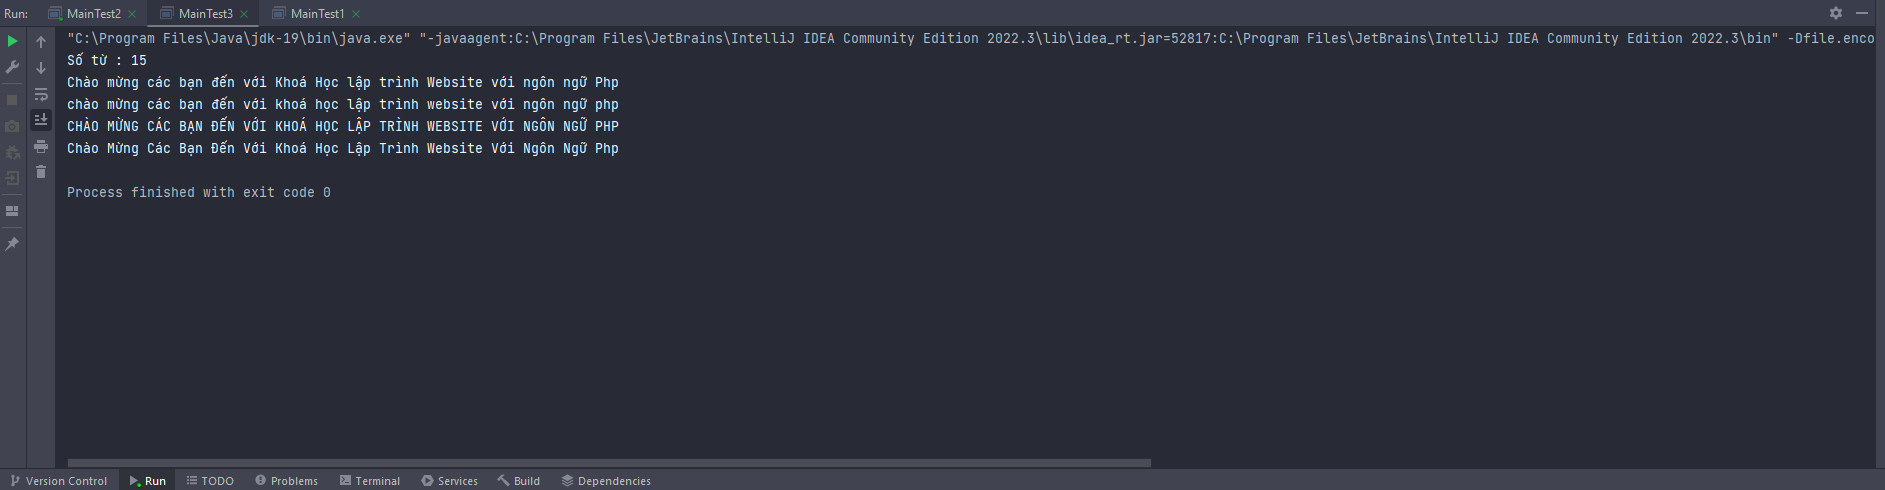 Run: MainTest2 MainTest3 MainTest1
"C:\Program Files\Java\jdk-19\bin\java.exe" "-javaagent:C:\Program Files\JetBrains\IntelliJ IDEA Community Edition 2022.3\lib\idea_rt.jar=52817:C:\Program Files\JetBrains\IntelliJ IDEA Community Edition 2022.3\bin" -Dfile.enco
Số từ : 15
Chào mừng các bạn đến với Khoá Học lập trình Website với ngôn ngữ Php
chào mừng các bạn đến với khoá học lập trình website với ngôn ngữ php
CHÀO MỪNG CÁC BẠN ĐẾN VỚI KHOÁ HỌC LẬP TRÌNH WEBSITE VỚI NGÔN NGỮ PHP
Chào Mừng Các Bạn Đến Với Khoá Học Lập Trình Website Với Ngôn Ngữ Php
Process finished with exit code 0
Version Control Run TODO Problems Terminal Services Build Dependencies